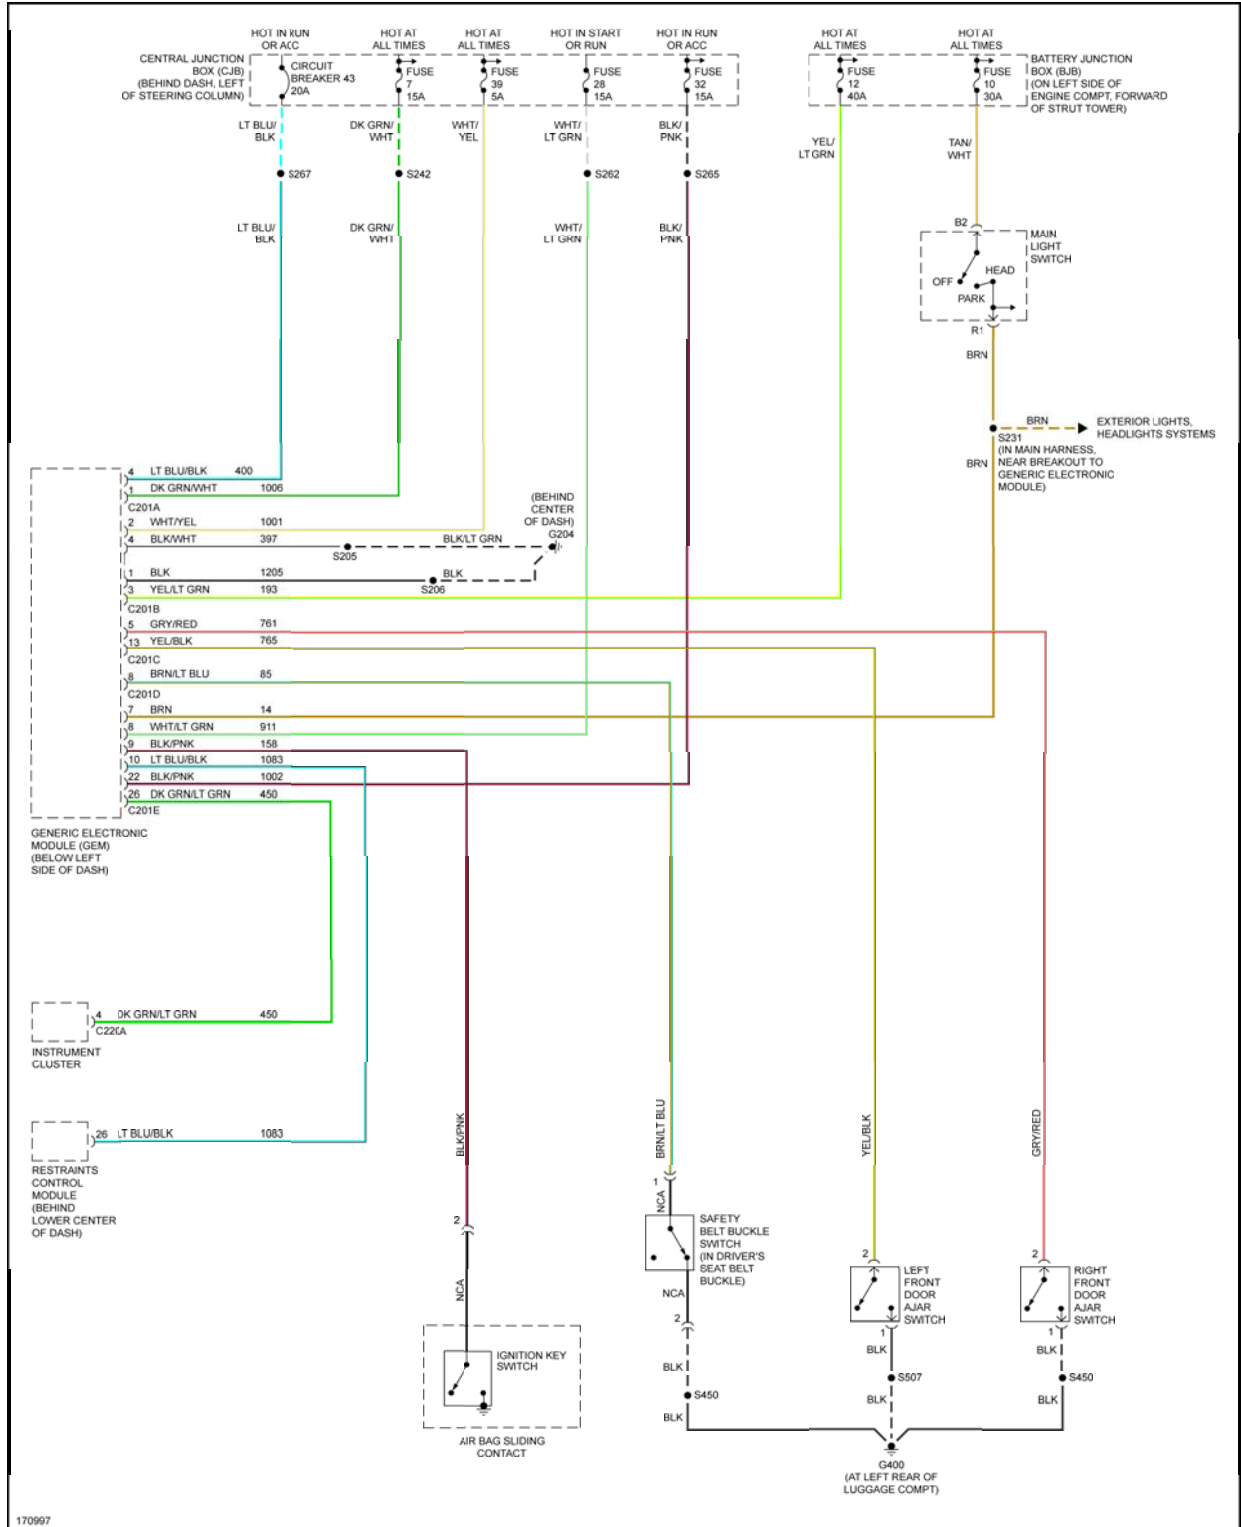 HOT IN RUN
OR ACC
HOT AT
ALL TIMES
HOT AT
ALL TIMES
HOT IN START
OR RUN
HOT IN RUN
OR ACC
HOT AT
ALL TIMES
HOT AT
ALL TIMES
CENTRAL JUNCTION
BOX (CJB)
(BEHIND DASH, LEFT
OF STEERING COLUMN)
CIRCUIT
BREAKER 43
20A
FUSE
7
15A
FUSE
39
5A
FUSE
28
15A
FUSE
32
15A
FUSE
12
40A
FUSE
10
30A
BATTERY JUNCTION
BOX (BJB)
(ON LEFT SIDE OF
ENGINE COMPT, FORWARD
OF STRUT TOWER)
LT BLU/
BLK
DK GRN/
WHT
WHT/
YEL
WHT/
LT GRN
BLK/
PNK
YEL/
LT GRN
TAN/
WHT
S267
S242
S262
S265
LT BLU/
BLK
DK GRN/
WHT
WHT/
LT GRN
BLK/
PNK
B2
MAIN
LIGHT
SWITCH
OFF
HEAD
PARK
R1
BRN
BRN
EXTERIOR LIGHTS,
HEADLIGHTS SYSTEMS
S231
(IN MAIN HARNESS,
NEAR BREAKOUT TO
GENERIC ELECTRONIC
MODULE)
BRN
4 LT BLU/BLK 400
1 DK GRN/WHT 1006
C201A
2 WHT/YEL 1001
4 BLK/WHT 397
S205
BLK/LT GRN
(BEHIND
CENTER
OF DASH)
G204
1 BLK 1205
BLK
S206
3 YEL/LT GRN 193
C201B
5 GRY/RED 761
13 YEL/BLK 765
C201C
8 BRN/LT BLU 85
C201D
7 BRN 14
8 WHT/LT GRN 911
9 BLK/PNK 158
10 LT BLU/BLK 1083
22 BLK/PNK 1002
26 DK GRN/LT GRN 450
C201E
GENERIC ELECTRONIC
MODULE (GEM)
(BELOW LEFT
SIDE OF DASH)
4 DK GRN/LT GRN 450
C220A
INSTRUMENT
CLUSTER
26 LT BLU/BLK 1083
RESTRAINTS
CONTROL
MODULE
(BEHIND
LOWER CENTER
OF DASH)
BLK/PNK
2
NCA
IGNITION KEY
SWITCH
AIR BAG SLIDING
CONTACT
BRN/LT BLU
1
NCA
SAFETY
BELT BUCKLE
SWITCH
(IN DRIVER'S
SEAT BELT
BUCKLE)
NCA
2
BLK
S450
BLK
YEL/BLK
2
LEFT
FRONT
DOOR
AJAR
SWITCH
1
BLK
S507
BLK
GRY/RED
2
RIGHT
FRONT
DOOR
AJAR
SWITCH
1
BLK
S450
BLK
G400
(AT LEFT REAR OF
LUGGAGE COMPT)
170997